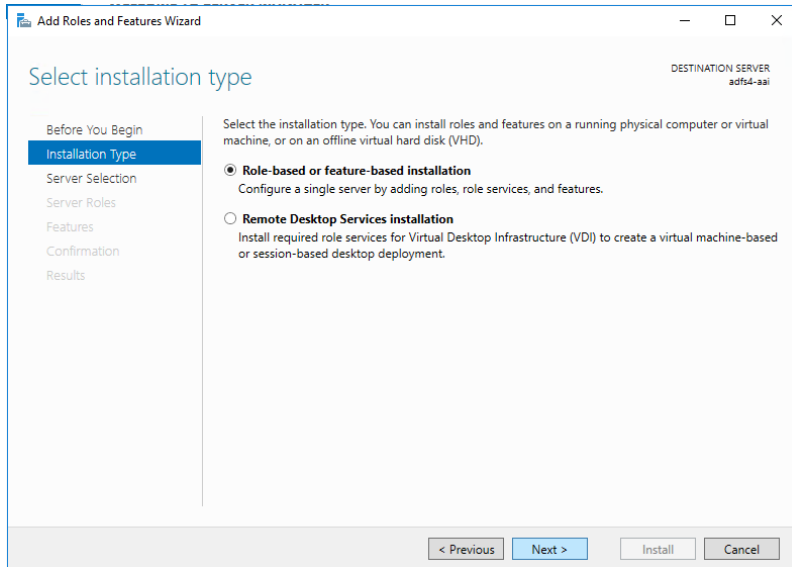 Add Roles and Features Wizard
Select installation type
DESTINATION SERVER
adfs4-aai
Before You Begin
Installation Type
Server Selection
Server Roles
Features
Confirmation
Results
Select the installation type. You can install roles and features on a running physical computer or virtual
machine, or on an offline virtual hard disk (VHD).
Role-based or feature-based installation
Configure a single server by adding roles, role services, and features.
Remote Desktop Services installation
Install required role services for Virtual Desktop Infrastructure (VDI) to create a virtual machine-based
or session-based desktop deployment.
< Previous
Next >
Install
Cancel